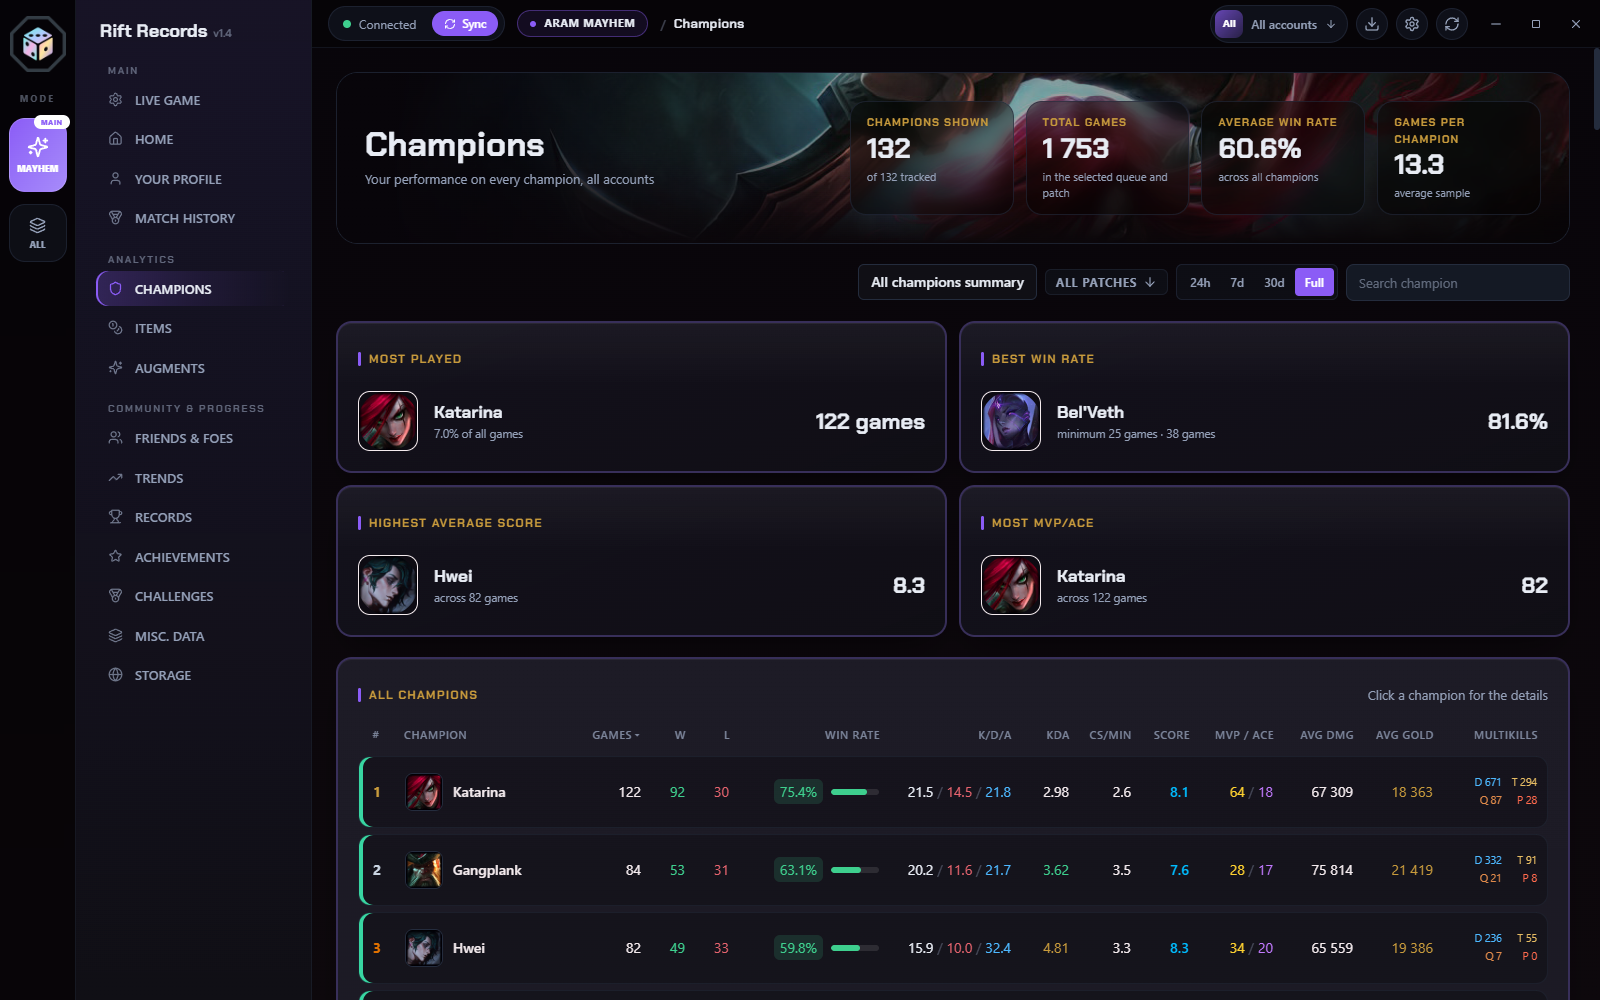 Rift Records v1.4
Connected
Sync
ARAM MAYHEM
/ Champions
All
All accounts
MODE
MAIN
MAYHEM
ALL
MAIN
LIVE GAME
HOME
YOUR PROFILE
MATCH HISTORY
ANALYTICS
CHAMPIONS
ITEMS
AUGMENTS
COMMUNITY & PROGRESS
FRIENDS & FOES
TRENDS
RECORDS
ACHIEVEMENTS
CHALLENGES
MISC. DATA
STORAGE
Champions
Your performance on every champion, all accounts
CHAMPIONS SHOWN
132
of 132 tracked
TOTAL GAMES
1 753
in the selected queue and
patch
AVERAGE WIN RATE
60.6%
across all champions
GAMES PER
CHAMPION
13.3
average sample
All champions summary
ALL PATCHES
24h 7d 30d Full
Search champion
MOST PLAYED
Katarina
7.0% of all games
122 games
BEST WIN RATE
Bel'Veth
minimum 25 games · 38 games
81.6%
HIGHEST AVERAGE SCORE
Hwei
across 82 games
8.3
MOST MVP/ACE
Katarina
across 122 games
82
ALL CHAMPIONS
Click a champion for the details
# CHAMPION GAMES W L WIN RATE K/D/A KDA CS/MIN SCORE MVP / ACE AVG DMG AVG GOLD MULTIKILLS
1 Katarina 122 92 30 75.4% 21.5 / 14.5 / 21.8 2.98 2.6 8.1 64 / 18 67 309 18 363 D 671 T 294
Q 87 P 28
2 Gangplank 84 53 31 63.1% 20.2 / 11.6 / 21.7 3.62 3.5 7.6 28 / 17 75 814 21 419 D 332 T 91
Q 21 P 8
3 Hwei 82 49 33 59.8% 15.9 / 10.0 / 32.4 4.81 3.3 8.3 34 / 20 65 559 19 386 D 236 T 55
Q 7 P 0